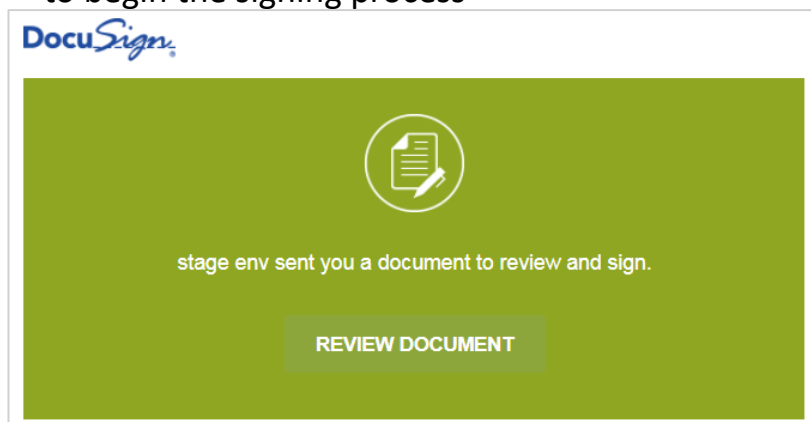 to begin the signing process
DocuSign®
stage env sent you a document to review and sign.
REVIEW DOCUMENT